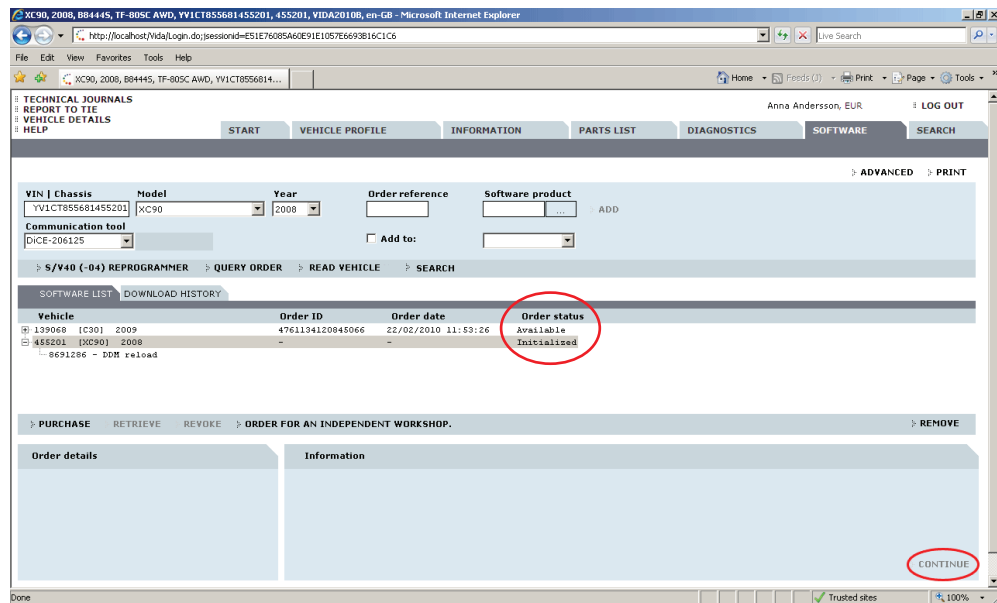 XC90, 2008, B8444S, TF-80SC AWD, YV1CT855681455201, 455201, VIDA2010B, en-GB - Microsoft Internet Explorer
http://localhost/Vida/Login.do;jsessionid=E51E76085A60E91E1057E6693B16C1C6
Live Search
File Edit View Favorites Tools Help
XC90, 2008, B8444S, TF-80SC AWD, YV1CT8556814...
Home Feeds (J) Print Page Tools
TECHNICAL JOURNALS
REPORT TO TIE
VEHICLE DETAILS
HELP
Anna Andersson, EUR LOG OUT
START VEHICLE PROFILE INFORMATION PARTS LIST DIAGNOSTICS SOFTWARE SEARCH
ADVANCED PRINT
VIN | Chassis Model Year Order reference Software product
YV1CT855681455201 XC90 2008 ... ADD
Communication tool
DiCE-206125 Add to:
S/V40 (-04) REPROGRAMMER QUERY ORDER READ VEHICLE SEARCH
SOFTWARE LIST DOWNLOAD HISTORY
Vehicle Order ID Order date Order status
139068 [C30] 2009 4761134120845066 22/02/2010 11:53:26 Available
455201 [XC90] 2008 - - Initialized
8691286 - DDM reload
PURCHASE RETRIEVE REVOKE ORDER FOR AN INDEPENDENT WORKSHOP. REMOVE
Order details Information
CONTINUE
Done Trusted sites 100%